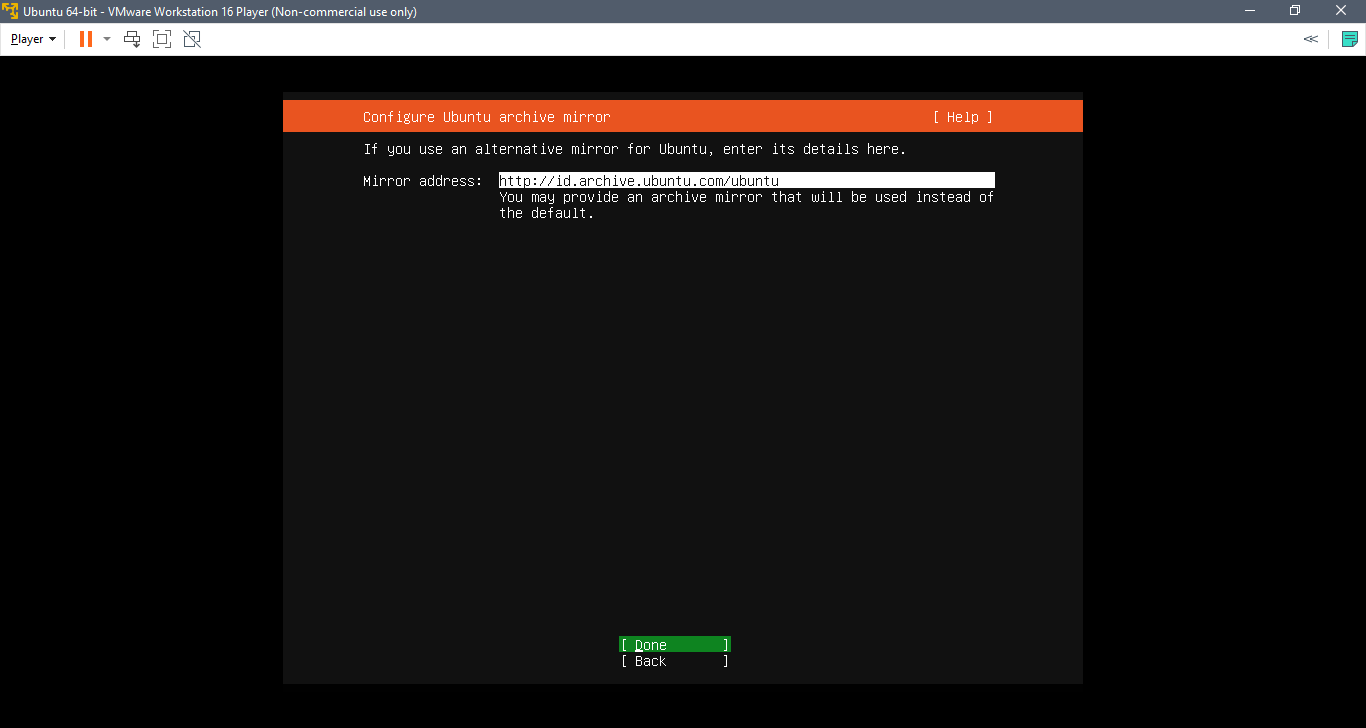 Ubuntu 64-bit - VMware Workstation 16 Player (Non-commercial use only)
Player
Configure Ubuntu archive mirror [ Help ]
If you use an alternative mirror for Ubuntu, enter its details here.
Mirror address: http://id.archive.ubuntu.com/ubuntu
You may provide an archive mirror that will be used instead of
the default.
[ Done ]
[ Back ]